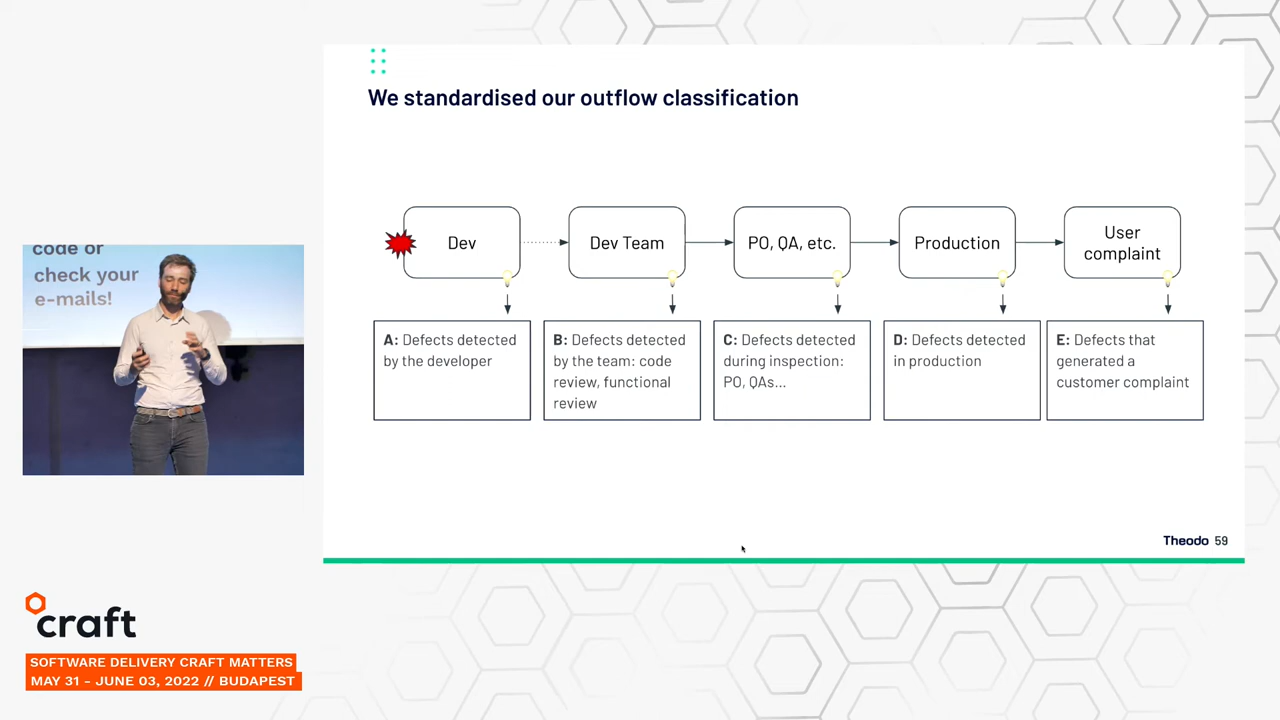 We standardised our outflow classification
Dev
Dev Team
PO, QA, etc.
Production
User
complaint
A: Defects detected
by the developer
B: Defects detected
by the team: code
review, functional
review
C: Defects detected
during inspection:
PO, QAs...
D: Defects detected
in production
E: Defects that
generated a
customer complaint
Theodo 59
code or
check your
e-mails!
craft
SOFTWARE DELIVERY CRAFT MATTERS
MAY 31 - JUNE 03, 2022 // BUDAPEST